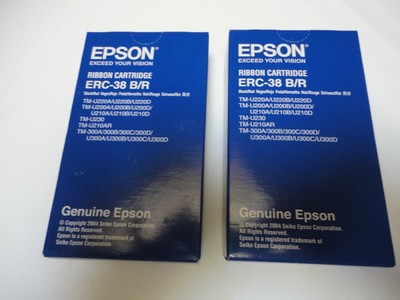 EPSON
EXCEED YOUR VISION
RIBBON CARTRIDGE
ERC-38 B/R
TM-U220A/U220B/U220D
TM-U200A/U200B/U200D/
U210A/U210B/U210D
TM-U230
TM-U210AR
TM-300A/300B/300C/300D/
U300A/U300B/U300C/U300D
Genuine Epson
© Copyright 2004 Seiko Epson Corporation.
All Rights Reserved.
Epson is a registered trademark of
Seiko Epson Corporation.
EPSON
EXCEED YOUR VISION
RIBBON CARTRIDGE
ERC-38 B/R
TM-U220A/U220B/U220D
TM-U200A/U200B/U200D/
U210A/U210B/U210D
TM-U230
TM-U210AR
TM-300A/300B/300C/300D/
U300A/U300B/U300C/U300D
Genuine Epson
© Copyright 2004 Seiko Epson Corporation.
All Rights Reserved.
Epson is a registered trademark of
Seiko Epson Corporation.